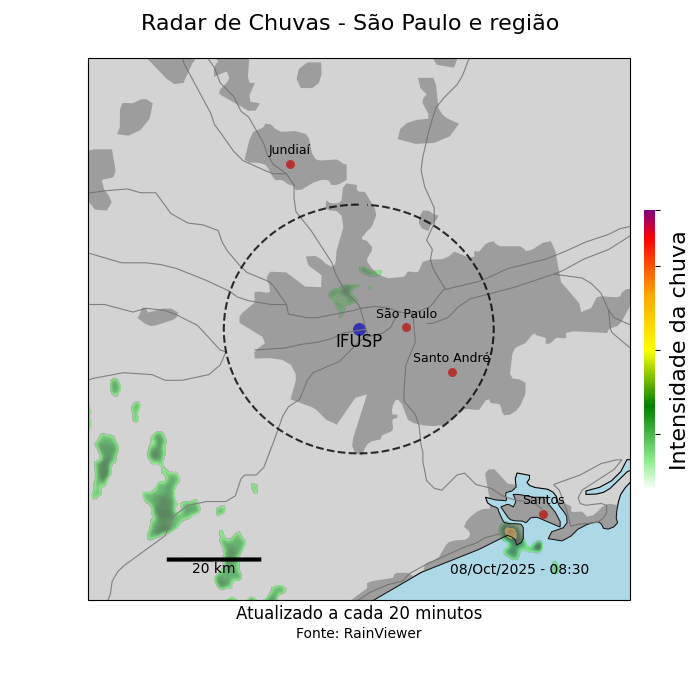 Radar de Chuvas - São Paulo e região
Jundiaí
São Paulo
IFUSP
Santo André
Santos
20 km
08/Oct/2025 - 08:30
Intensidade da chuva
Atualizado a cada 20 minutos
Fonte: RainViewer